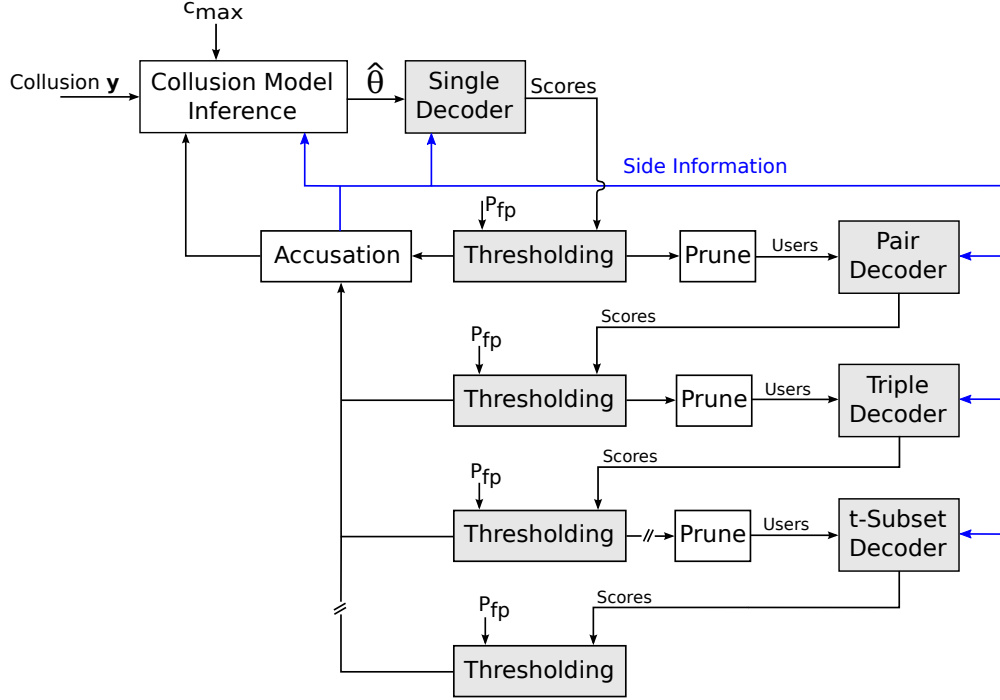 cmax
Collusion y
Collusion Model
Inference
θ̂
Single
Decoder
Scores
Side Information
Pfp
Accusation
Thresholding
Prune
Users
Pair
Decoder
Scores
Pfp
Thresholding
Prune
Users
Triple
Decoder
Scores
Pfp
Thresholding
Prune
Users
t-Subset
Decoder
Scores
Pfp
Thresholding